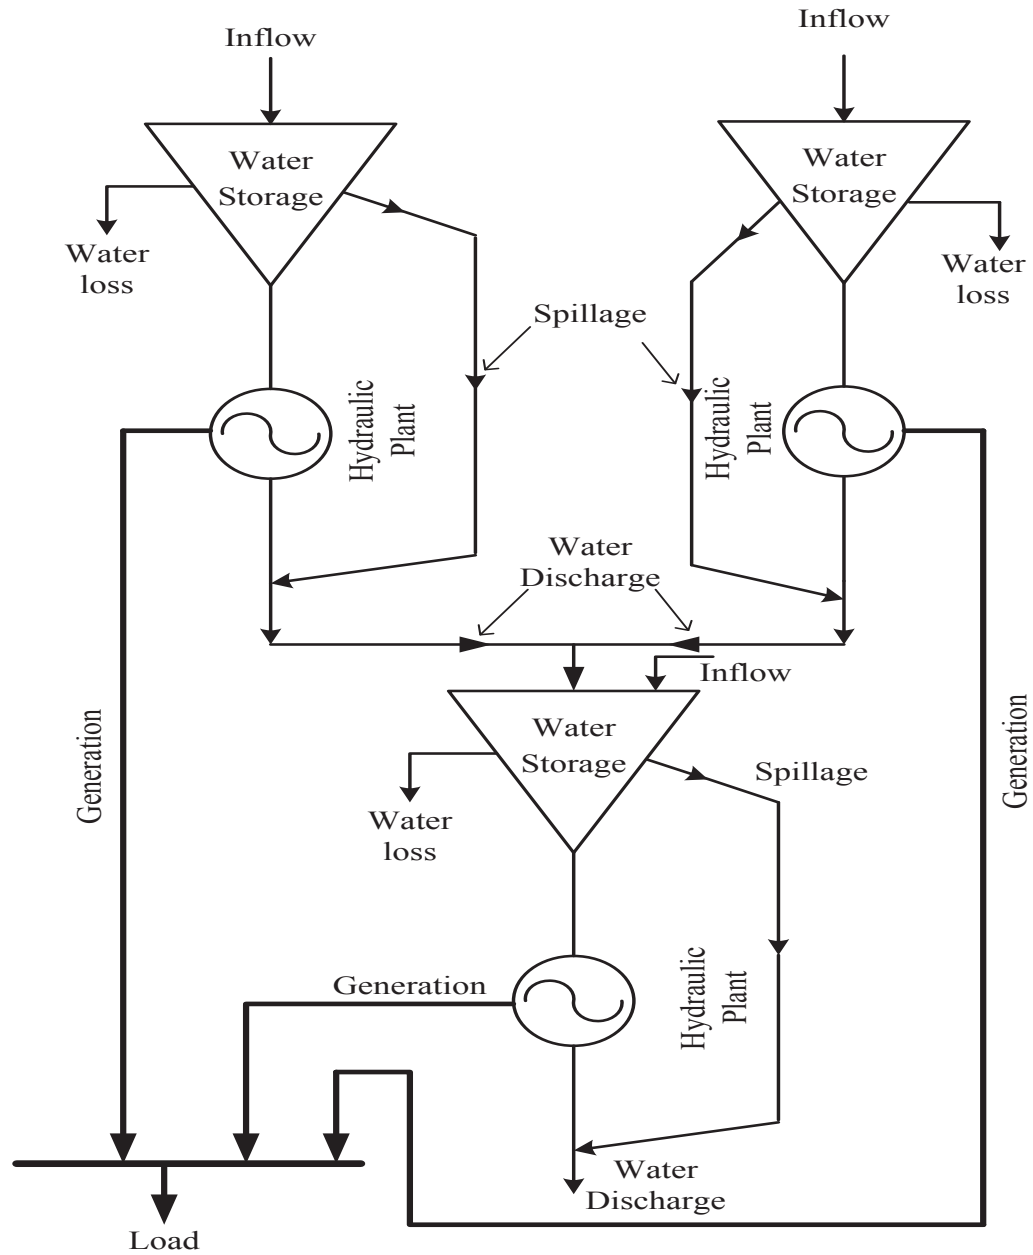 Inflow
Inflow
Water
Storage
Water
Storage
Water
loss
Water
loss
Spillage
Hydraulic
Plant
Hydraulic
Plant
Water
Discharge
Inflow
Generation
Generation
Water
Storage
Spillage
Water
loss
Hydraulic
Plant
Generation
Water
Discharge
Load